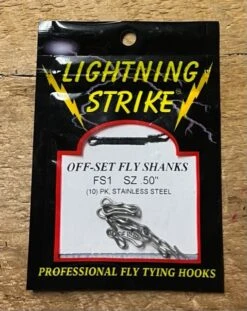 LIGHTNING
STRIKE®
OFF-SET FLY SHANKS
FS1 SZ .50"
(10) PK, STAINLESS STEEL
PROFESSIONAL FLY TYING HOOKS